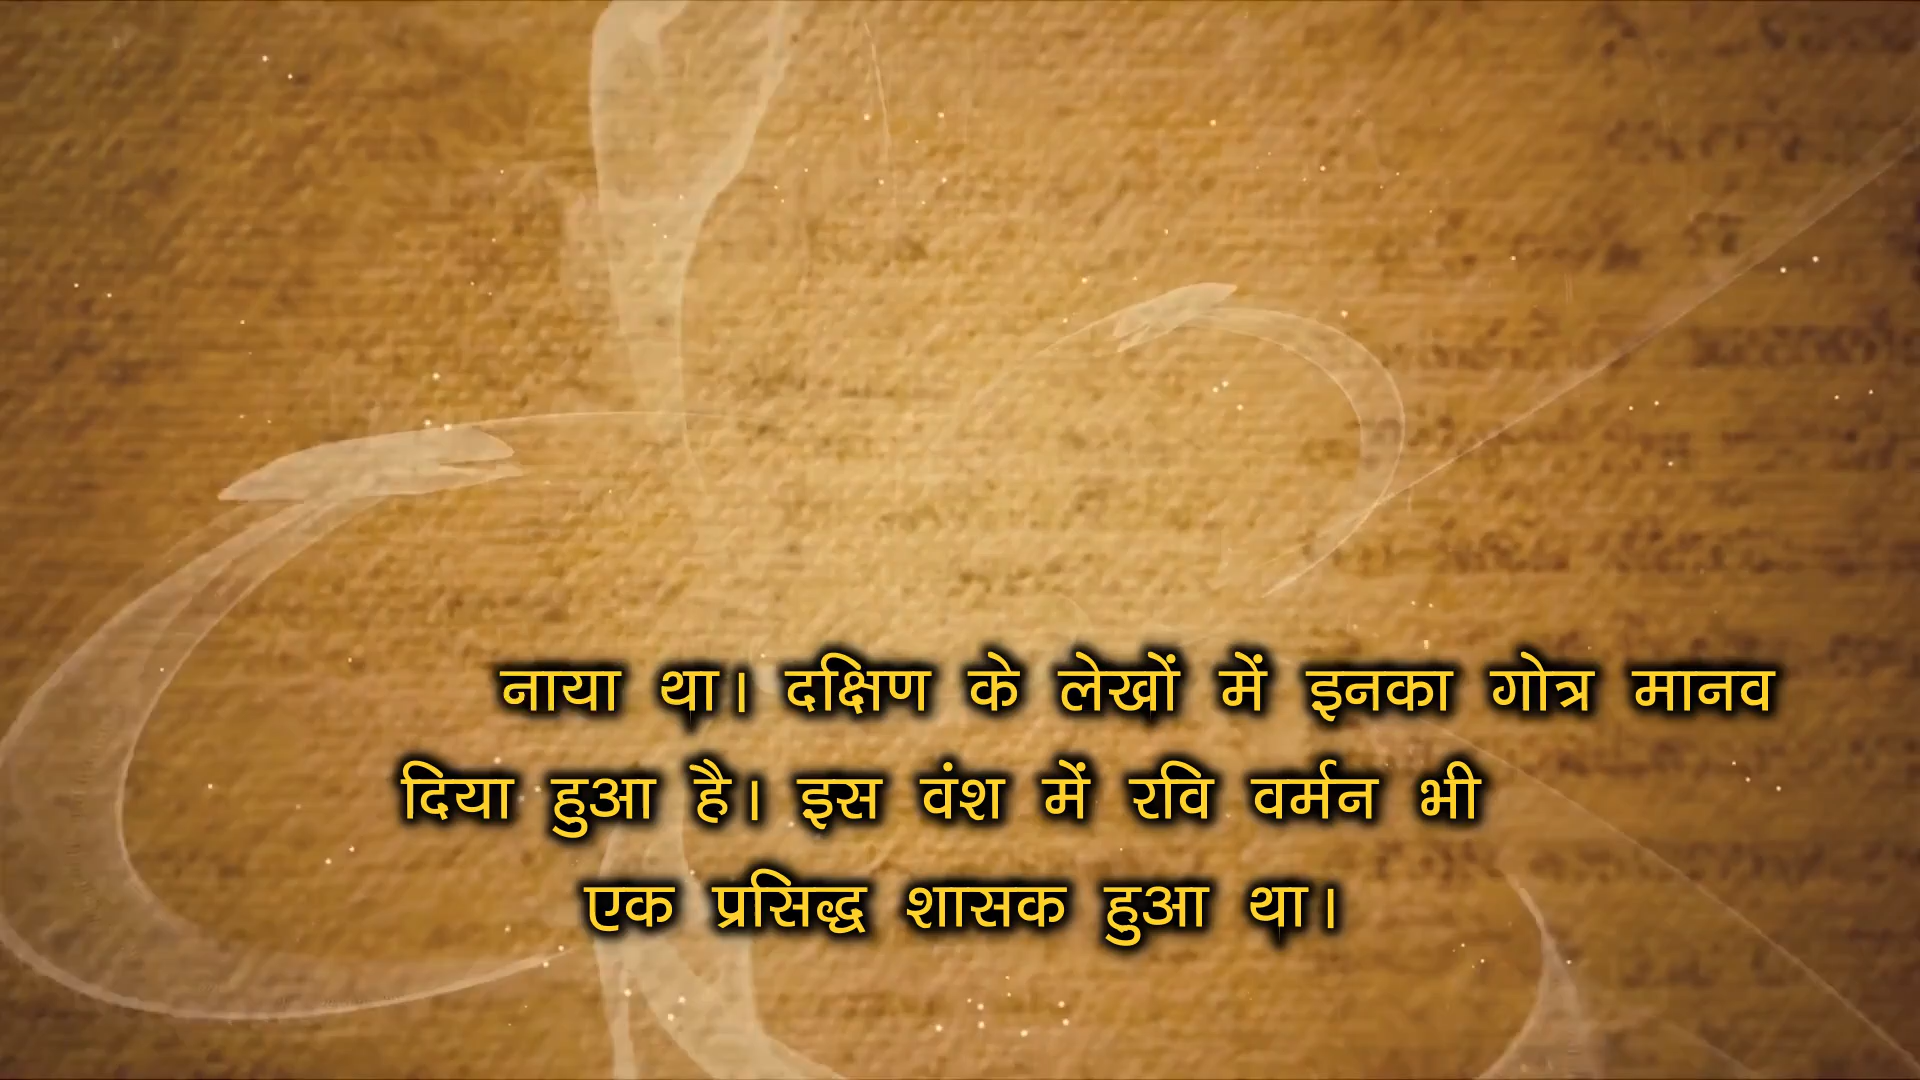 नाया था। दक्षिण के लेखों में इनका गोत्र मानव
दिया हुआ है। इस वंश में रवि वर्मन भी
एक प्रसिद्ध शासक हुआ था।